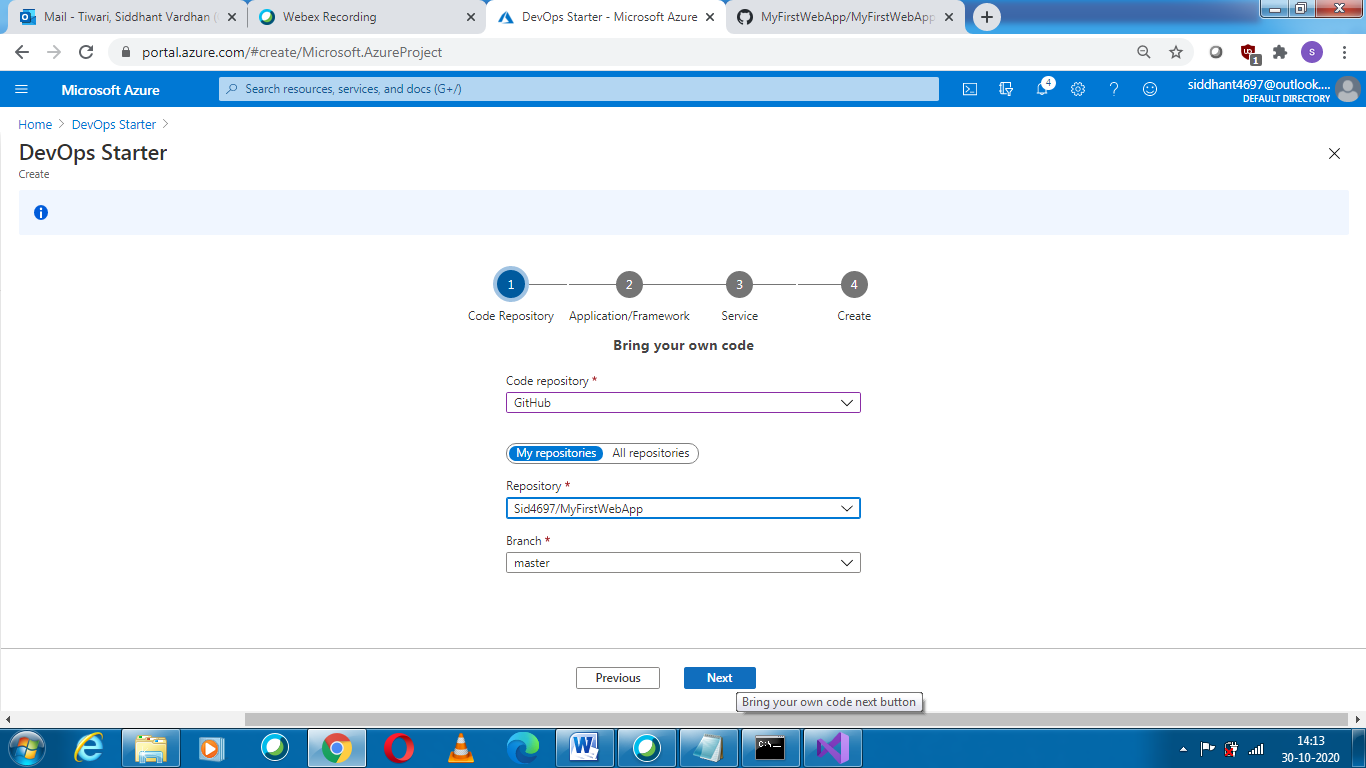 Mail - Tiwari, Siddhant Vardhan (
Webex Recording
DevOps Starter - Microsoft Azure
MyFirstWebApp/MyFirstWebApp
portal.azure.com/#create/Microsoft.AzureProject
1
S
Microsoft Azure
Search resources, services, and docs (G+/)
4
siddhant4697@outlook....
DEFAULT DIRECTORY
Home > DevOps Starter >
DevOps Starter
Create
1 2 3 4
Code Repository Application/Framework Service Create
Bring your own code
Code repository *
GitHub
My repositories All repositories
Repository *
Sid4697/MyFirstWebApp
Branch *
master
Previous Next
Bring your own code next button
14:13
30-10-2020